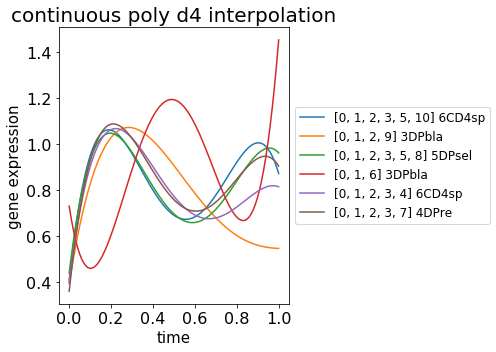 continuous poly d4 interpolation
gene expression
1.4
1.2
1.0
0.8
0.6
0.4
0.0 0.2 0.4 0.6 0.8 1.0
time
[0, 1, 2, 3, 5, 10] 6CD4sp
[0, 1, 2, 9] 3DPbla
[0, 1, 2, 3, 5, 8] 5DPsel
[0, 1, 6] 3DPbla
[0, 1, 2, 3, 4] 6CD4sp
[0, 1, 2, 3, 7] 4DPre